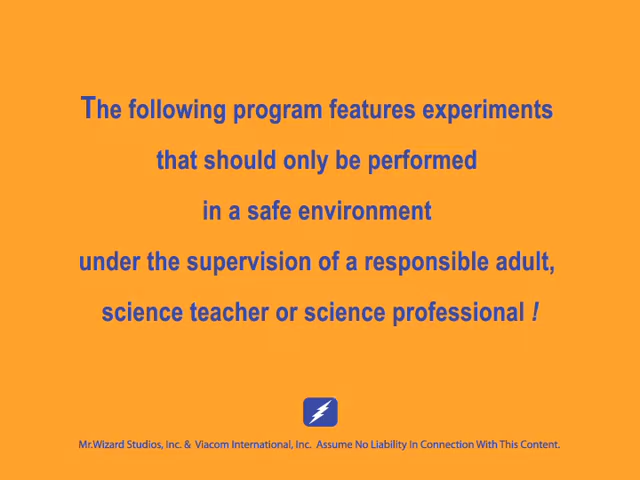 The following program features experiments
that should only be performed
in a safe environment
under the supervision of a responsible adult,
science teacher or science professional !
Mr.Wizard Studios, Inc. & Viacom International, Inc. Assume No Liability In Connection With This Content.